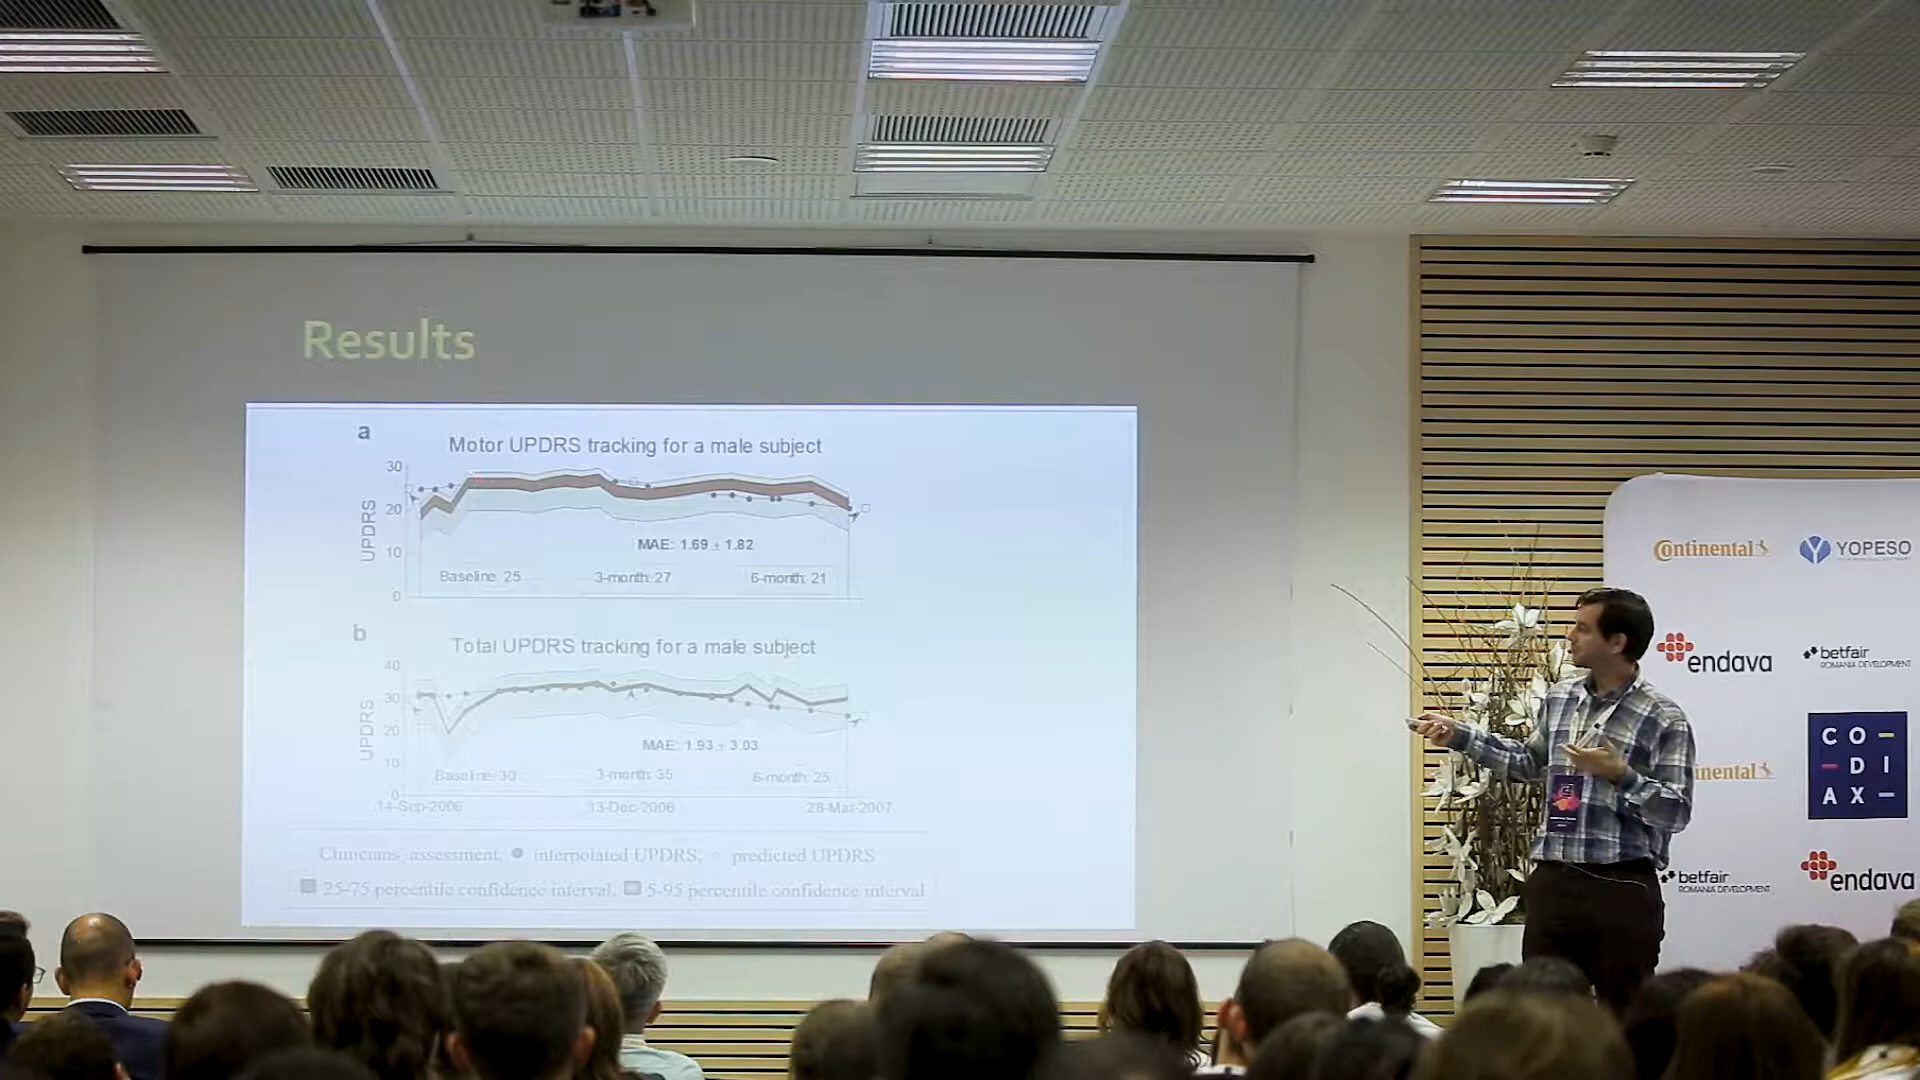 Results
a
Motor UPDRS tracking for a male subject
30
20
10
0
UPDRS
MAE: 1.69 ± 1.82
Baseline: 25
3-month: 27
6-month: 21
b
Total UPDRS tracking for a male subject
40
30
20
10
0
UPDRS
MAE: 1.93 ± 3.03
Baseline: 30
3-month: 35
6-month: 25
14-Sep-2006
13-Dec-2006
28-Mar-2007
Clinicians' assessment, interpolated UPDRS, predicted UPDRS
25-75 percentile confidence interval, 5-95 percentile confidence interval
Continental
YOPESO
endava
betfair
ROMANIA DEVELOPMENT
inental
CO
DI
AX
betfair
ROMANIA DEVELOPMENT
endava